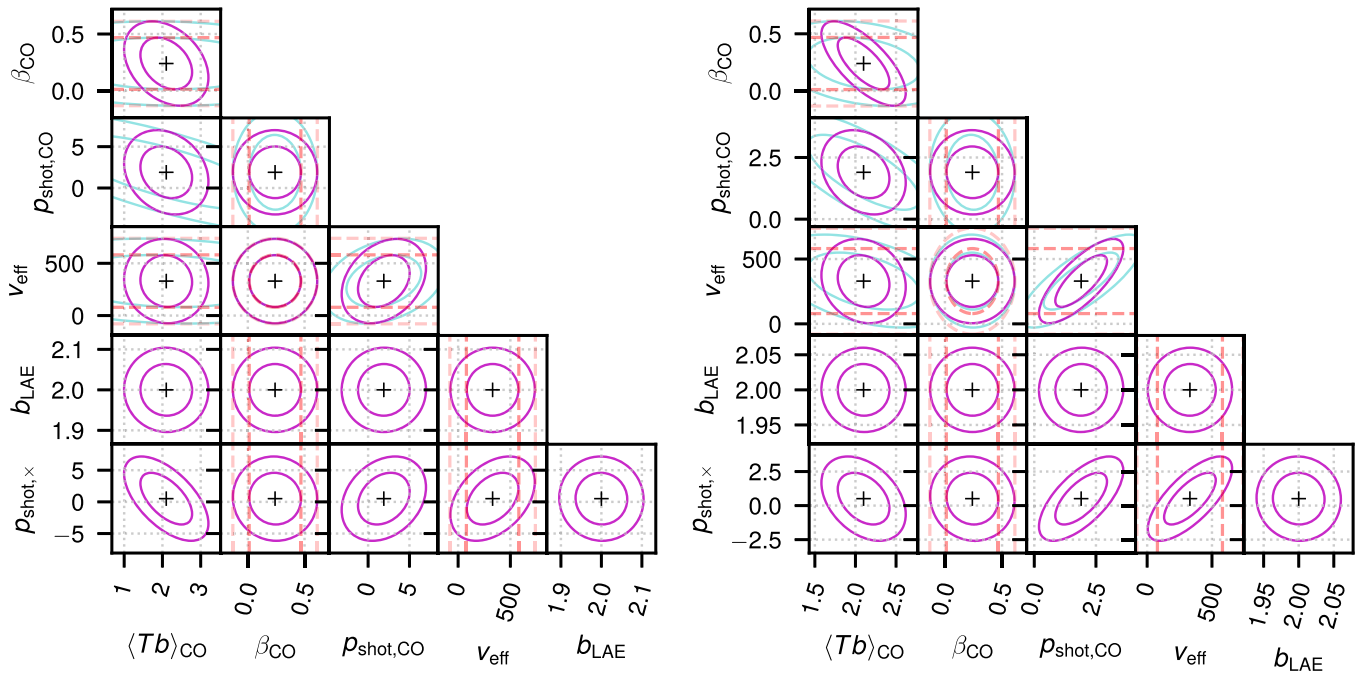 β_CO 0.5 0.0
p_shot,CO 5 0
v_eff 500 0
b_LAE 2.1 2.0 1.9
p_shot,× 5 0 −5
1 2 3 0.0 0.5 0 5 0 500 1.9 2.0 2.1
⟨Tb⟩_CO β_CO p_shot,CO v_eff b_LAE
β_CO 0.5 0.0
p_shot,CO 2.5 0.0
v_eff 500 0
b_LAE 2.05 2.00 1.95
p_shot,× 2.5 0.0 −2.5
1.5 2.0 2.5 0.0 0.5 0.0 2.5 0 500 1.95 2.00 2.05
⟨Tb⟩_CO β_CO p_shot,CO v_eff b_LAE